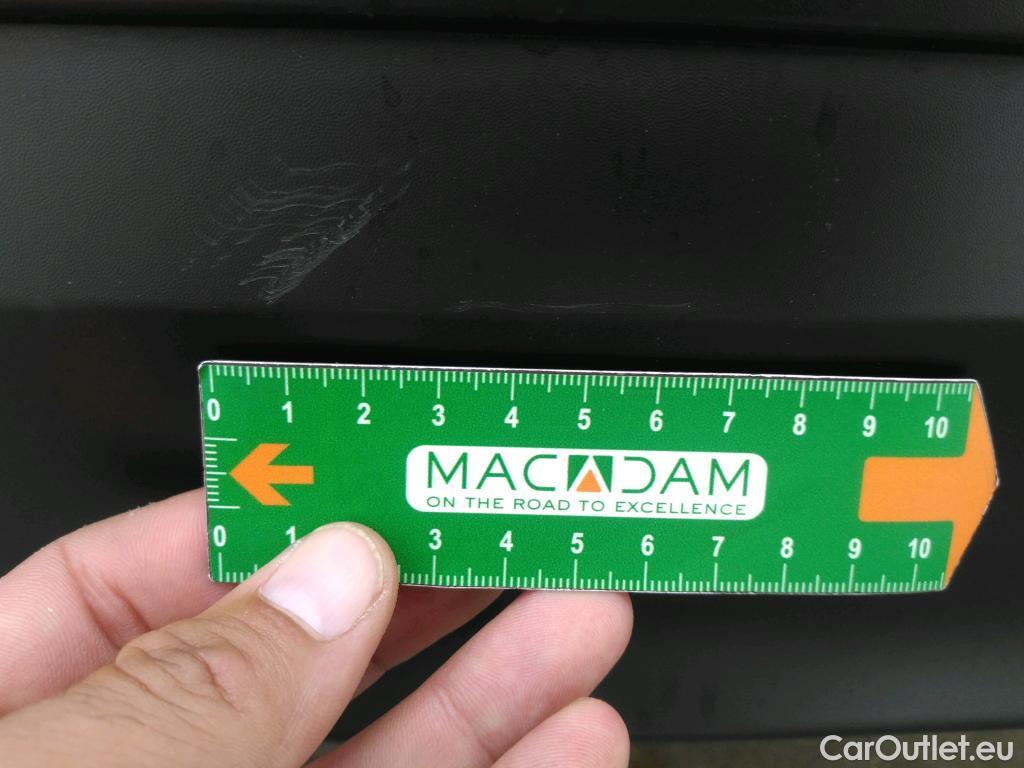 0 1 2 3 4 5 6 7 8 9 10
MACADAM
ON THE ROAD TO EXCELLENCE
0 1 3 4 5 6 7 8 9 10
CarOutlet.eu